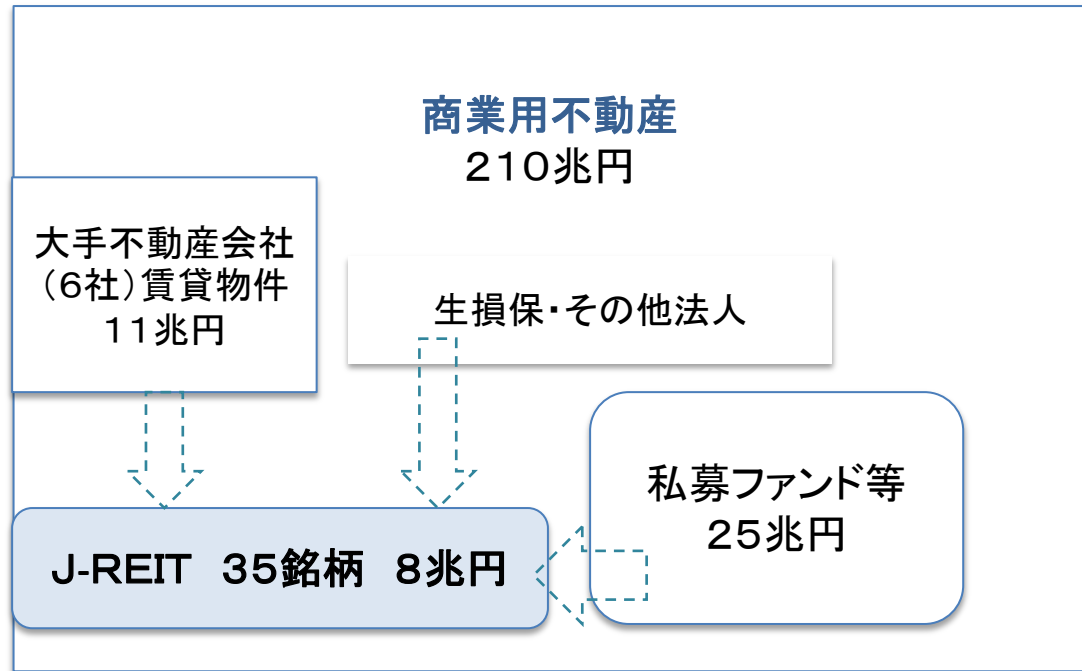 商業用不動産
２１０兆円
大手不動産会社
（６社）賃貸物件
１１兆円
生損保・その他法人
私募ファンド等
２５兆円
J-REIT　３５銘柄　８兆円